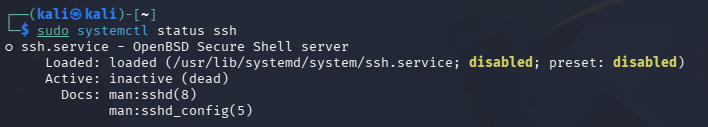 ┌──(kali㉿kali)-[~]
└─$ sudo systemctl status ssh
○ ssh.service - OpenBSD Secure Shell server
     Loaded: loaded (/usr/lib/systemd/system/ssh.service; disabled; preset: disabled)
     Active: inactive (dead)
       Docs: man:sshd(8)
             man:sshd_config(5)